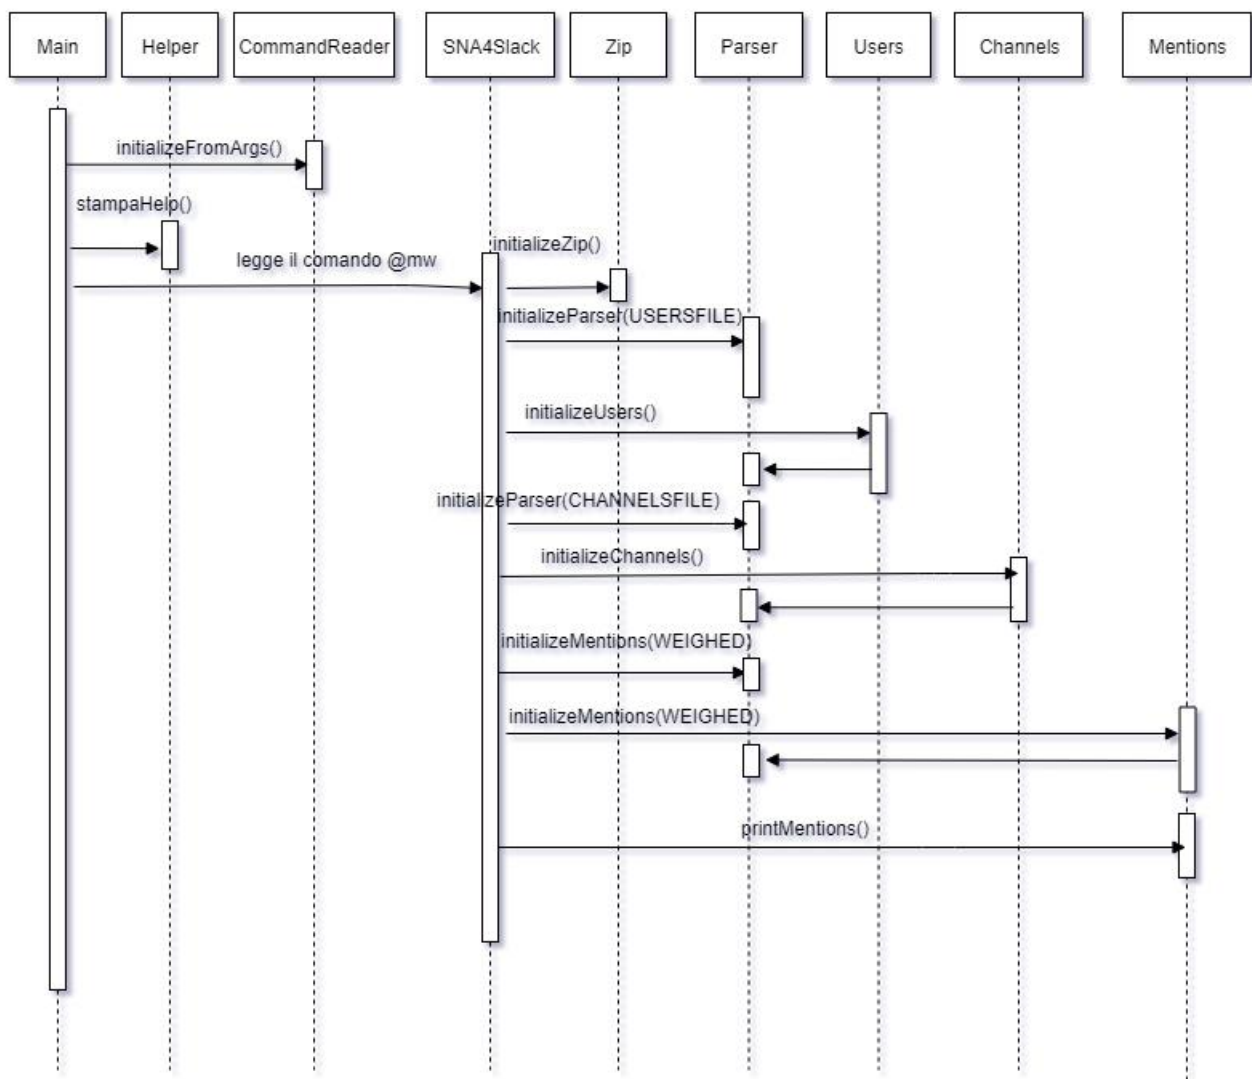 Main
Helper
CommandReader
SNA4Slack
Zip
Parser
Users
Channels
Mentions
initializeFromArgs()
stampaHelp()
initializeZip()
legge il comando @mw
initializeParser(USERSFILE)
initializeUsers()
initializeParser(CHANNELSFILE)
initializeChannels()
initializeMentions(WEIGHED)
initializeMentions(WEIGHED)
printMentions()